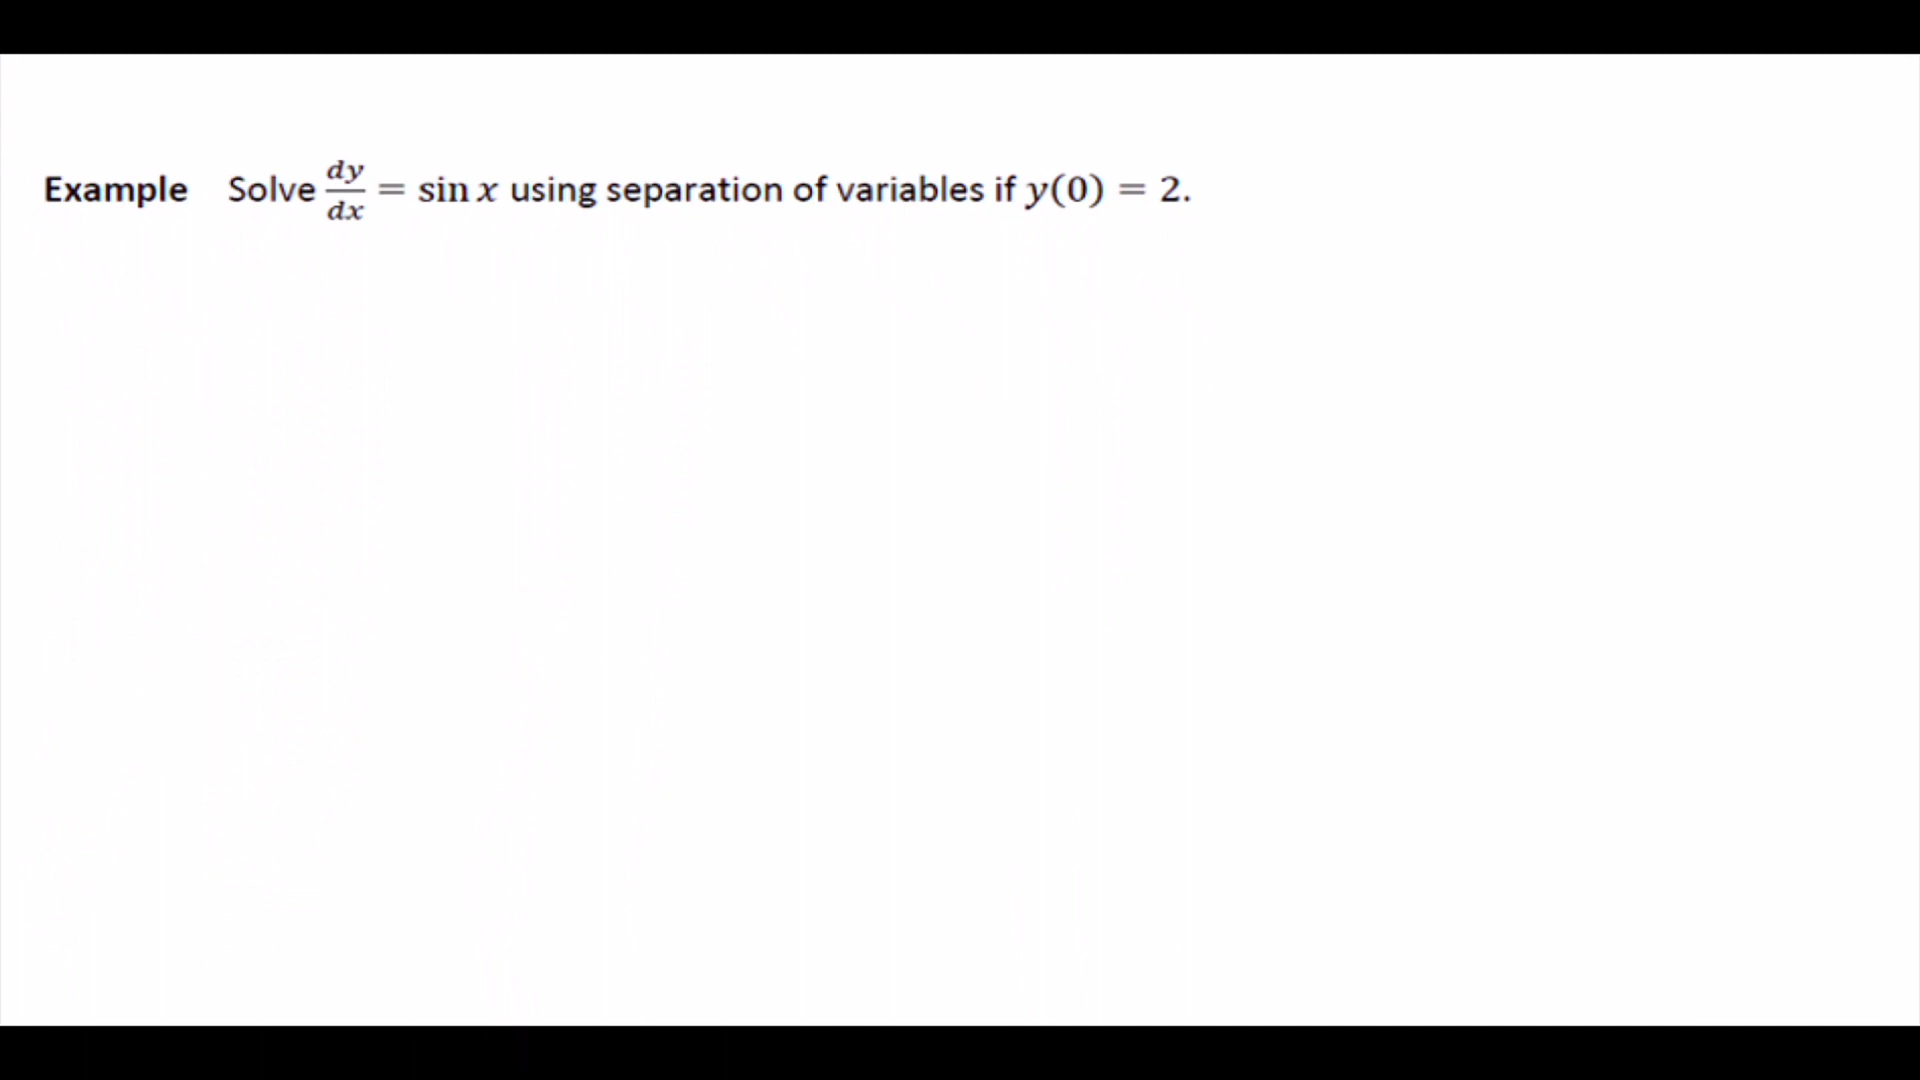 Example Solve dy/dx = sin x using separation of variables if y(0) = 2.